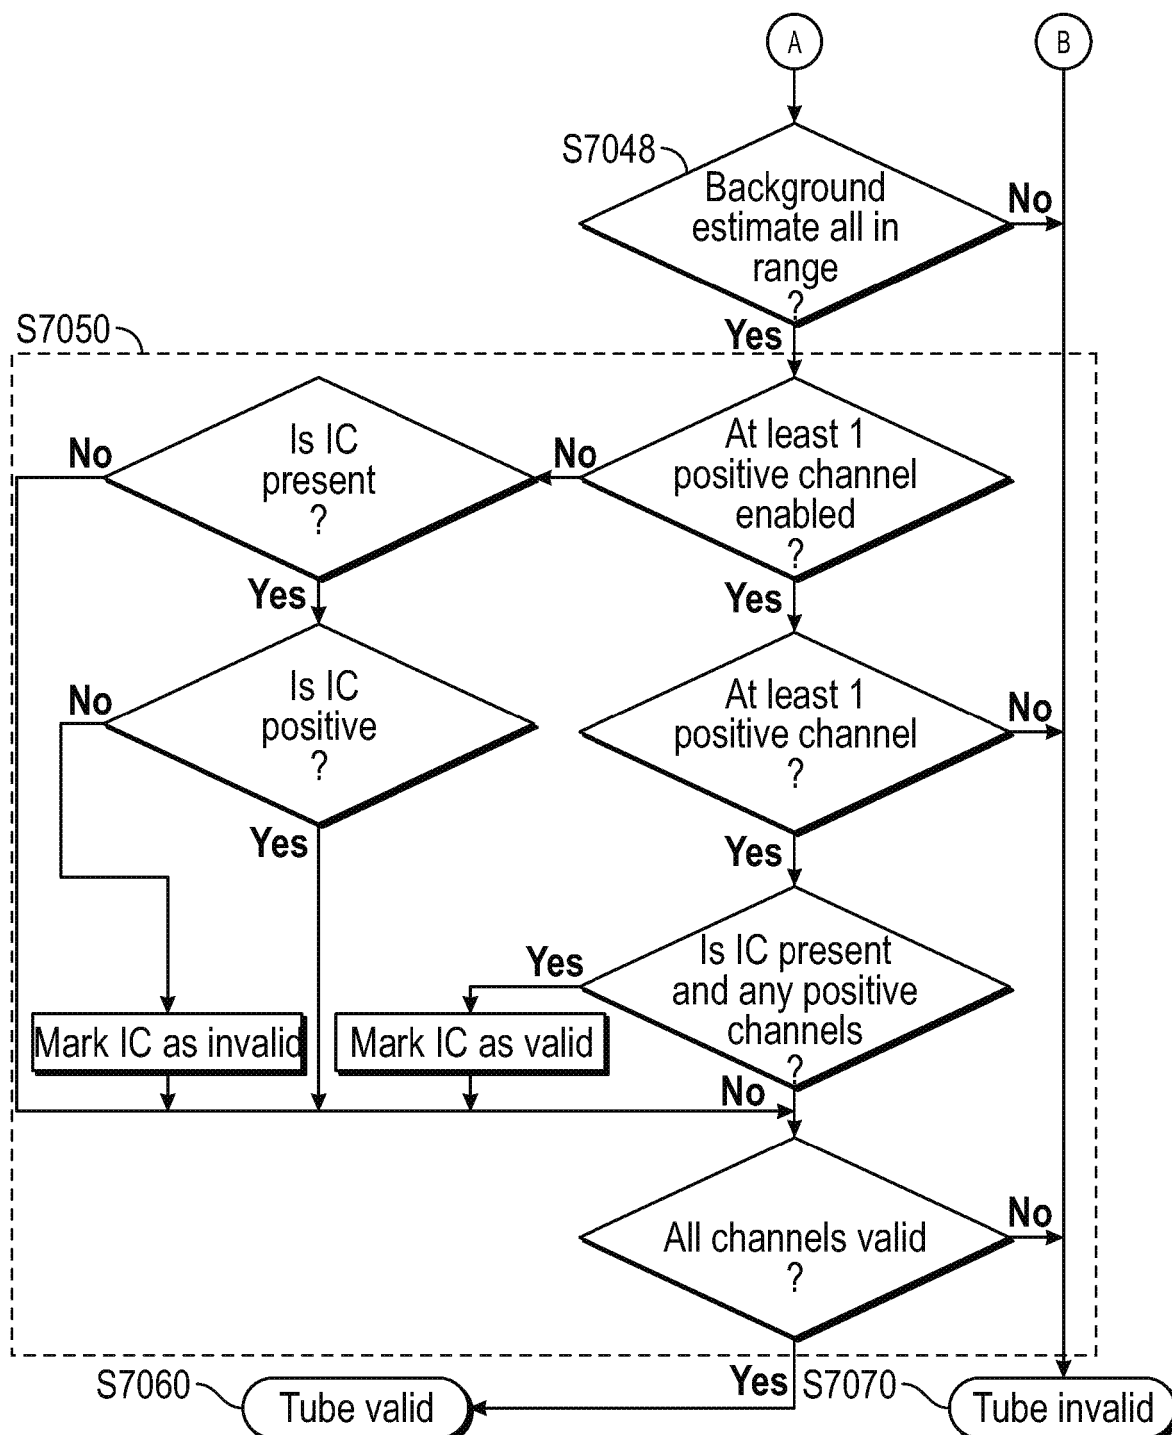 A
B
S7048
Background
estimate all in
range
?
No
Yes
S7050
Is IC
present
?
No
Yes
At least 1
positive channel
enabled
?
No
Yes
Is IC
positive
?
No
Yes
At least 1
positive channel
?
No
Yes
Is IC present
and any positive
channels
?
Yes
No
Mark IC as invalid
Mark IC as valid
All channels valid
?
No
Yes
S7060
Tube valid
S7070
Tube invalid